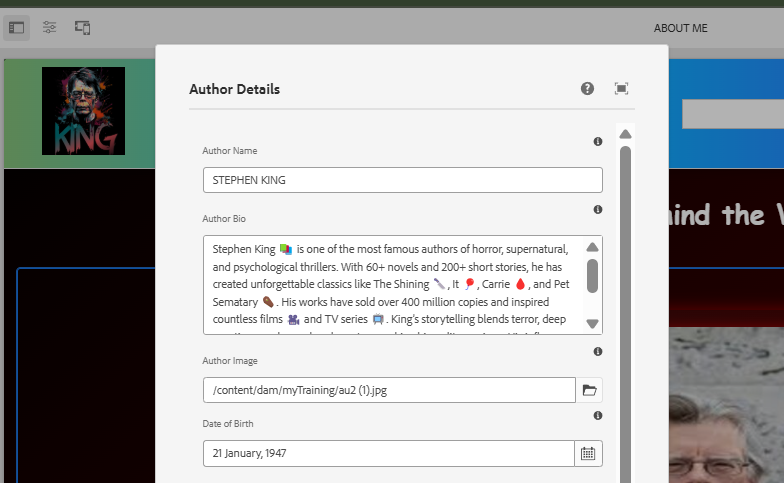 ABOUT ME
KING
Author Details
Author Name
STEPHEN KING
Author Bio
Stephen King 📚 is one of the most famous authors of horror, supernatural,
and psychological thrillers. With 60+ novels and 200+ short stories, he has
created unforgettable classics like The Shining 🔪, It 🎈, Carrie 🩸, and Pet
Sematary ⚰️. His works have sold over 400 million copies and inspired
countless films 🎥 and TV series 📺. King's storytelling blends terror, deep
Author Image
/content/dam/myTraining/au2 (1).jpg
Date of Birth
21 January, 1947